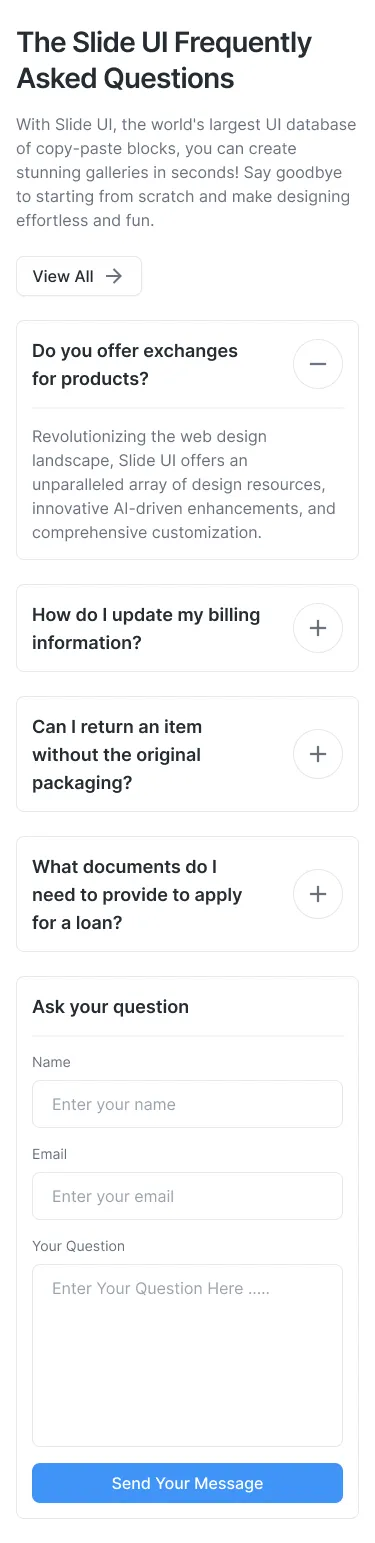 The Slide UI Frequently
Asked Questions
With Slide UI, the world's largest UI database
of copy-paste blocks, you can create
stunning galleries in seconds! Say goodbye
to starting from scratch and make designing
effortless and fun.
View All
Do you offer exchanges
for products?
Revolutionizing the web design
landscape, Slide UI offers an
unparalleled array of design resources,
innovative AI-driven enhancements, and
comprehensive customization.
How do I update my billing
information?
Can I return an item
without the original
packaging?
What documents do I
need to provide to apply
for a loan?
Ask your question
Name
Enter your name
Email
Enter your email
Your Question
Enter Your Question Here .....
Send Your Message